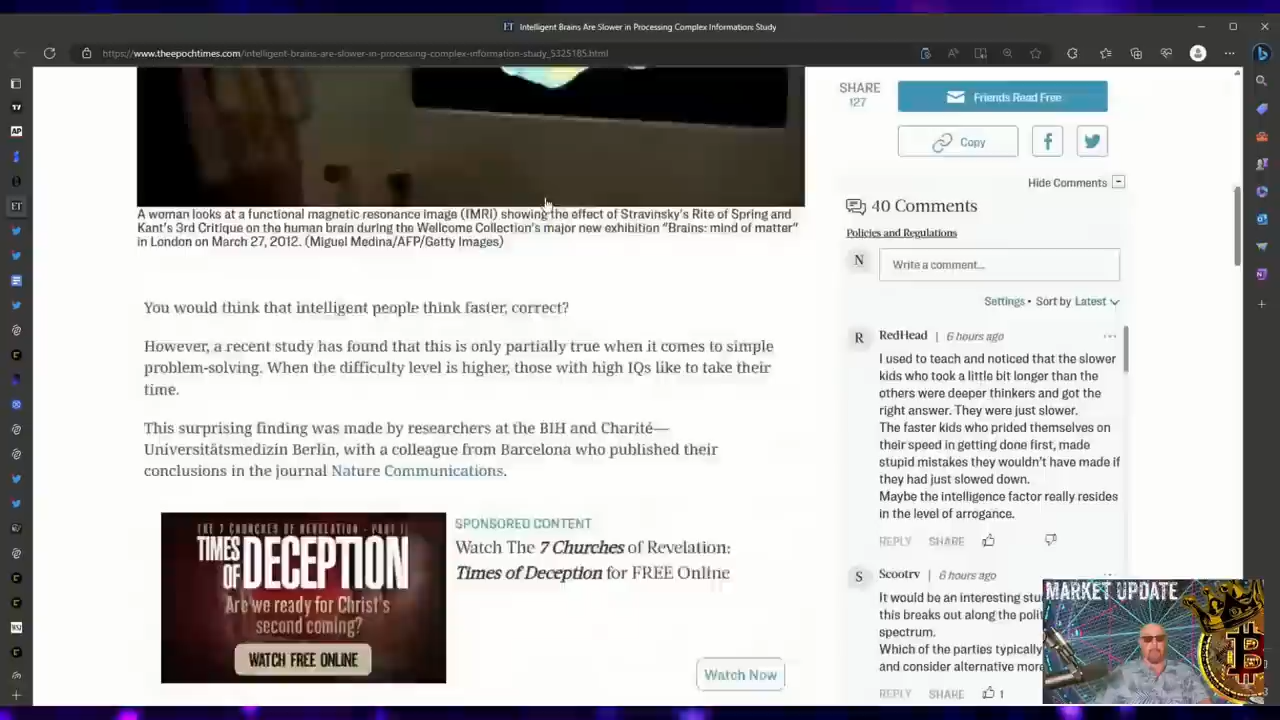 ET Intelligent Brains Are Slower in Processing Complex Information: Study
https://www.theepochtimes.com/intelligent-brains-are-slower-in-processing-complex-information-study_5325185.html
A woman looks at a functional magnetic resonance image (IMRI) showing the effect of Stravinsky's Rite of Spring and
Kant's 3rd Critique on the human brain during the Wellcome Collection's major new exhibition "Brains: mind of matter"
in London on March 27, 2012. (Miguel Medina/AFP/Getty Images)
You would think that intelligent people think faster, correct?
However, a recent study has found that this is only partially true when it comes to simple
problem-solving. When the difficulty level is higher, those with high IQs like to take their
time.
This surprising finding was made by researchers at the BIH and Charité—
Universitätsmedizin Berlin, with a colleague from Barcelona who published their
conclusions in the journal Nature Communications.
THE 7 CHURCHES OF REVELATION - PART II
TIMES
OF DECEPTION
Are we ready for Christ's
second coming?
WATCH FREE ONLINE
SPONSORED CONTENT
Watch The 7 Churches of Revelation:
Times of Deception for FREE Online
Watch Now
SHARE
127
Friends Read Free
Copy
Hide Comments
40 Comments
Policies and Regulations
N
Write a comment...
Settings • Sort by Latest
R RedHead | 6 hours ago
I used to teach and noticed that the slower
kids who took a little bit longer than the
others were deeper thinkers and got the
right answer. They were just slower.
The faster kids who prided themselves on
their speed in getting done first, made
stupid mistakes they wouldn't have made if
they had just slowed down.
Maybe the intelligence factor really resides
in the level of arrogance.
REPLY SHARE
S Scootrv | 6 hours ago
It would be an interesting stu
this breaks out along the polit
spectrum.
Which of the parties typically
and consider alternative more
REPLY SHARE 1
MARKET UPDATE